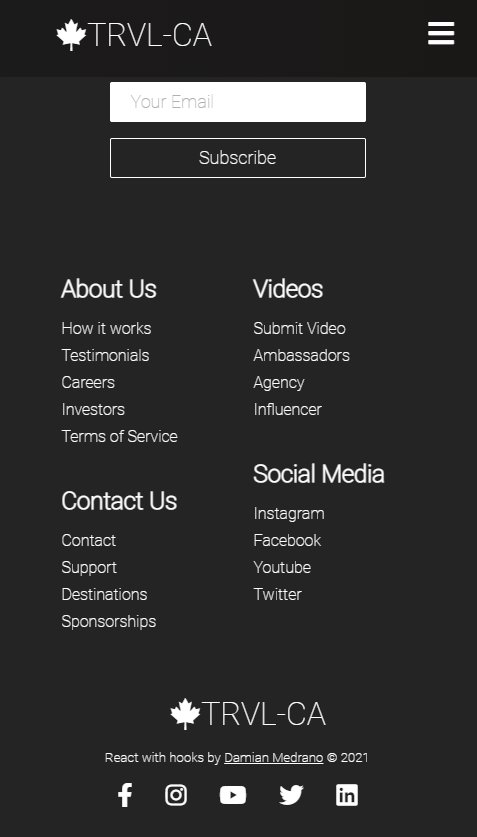 TRVL-CA
Your Email
Subscribe
About Us
How it works
Testimonials
Careers
Investors
Terms of Service
Contact Us
Contact
Support
Destinations
Sponsorships
Videos
Submit Video
Ambassadors
Agency
Influencer
Social Media
Instagram
Facebook
Youtube
Twitter
TRVL-CA
React with hooks by Damian Medrano © 2021